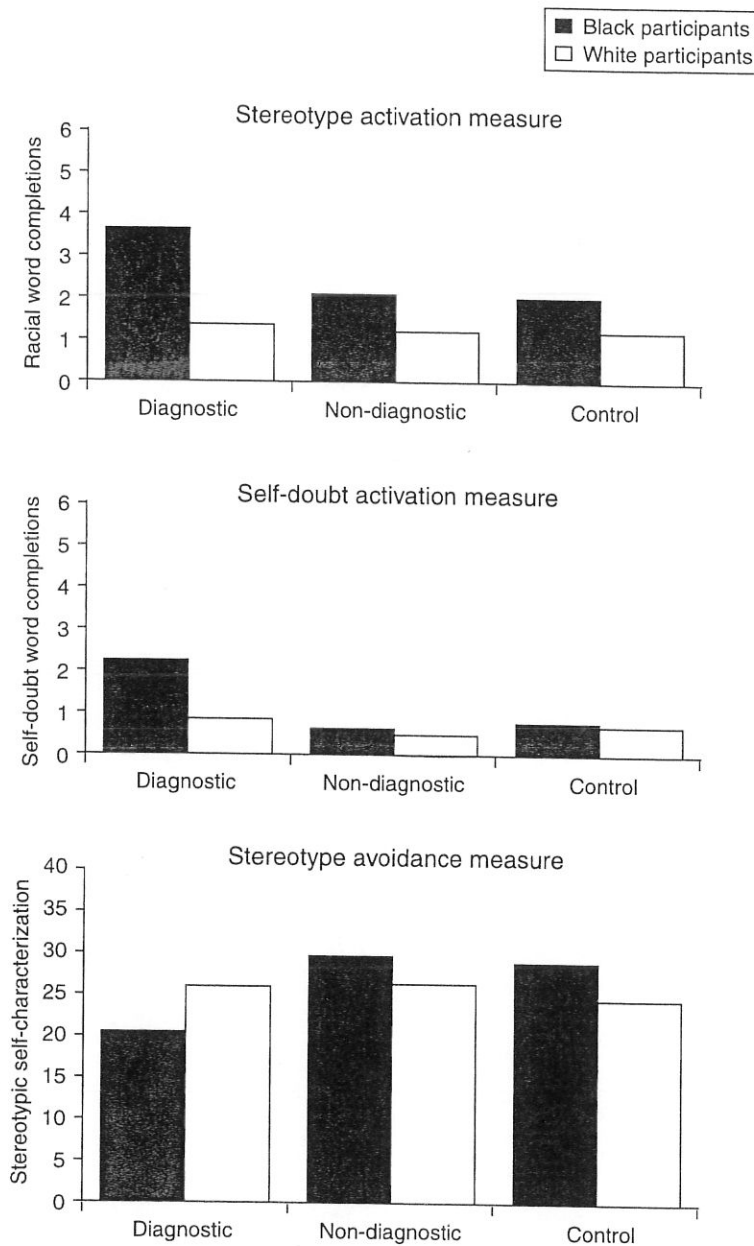 Black participants
White participants
Stereotype activation measure
Racial word completions
6
5
4
3
2
1
0
Diagnostic
Non-diagnostic
Control
Self-doubt activation measure
Self-doubt word completions
6
5
4
3
2
1
0
Diagnostic
Non-diagnostic
Control
Stereotype avoidance measure
Stereotypic self-characterization
40
35
30
25
20
15
10
5
0
Diagnostic
Non-diagnostic
Control